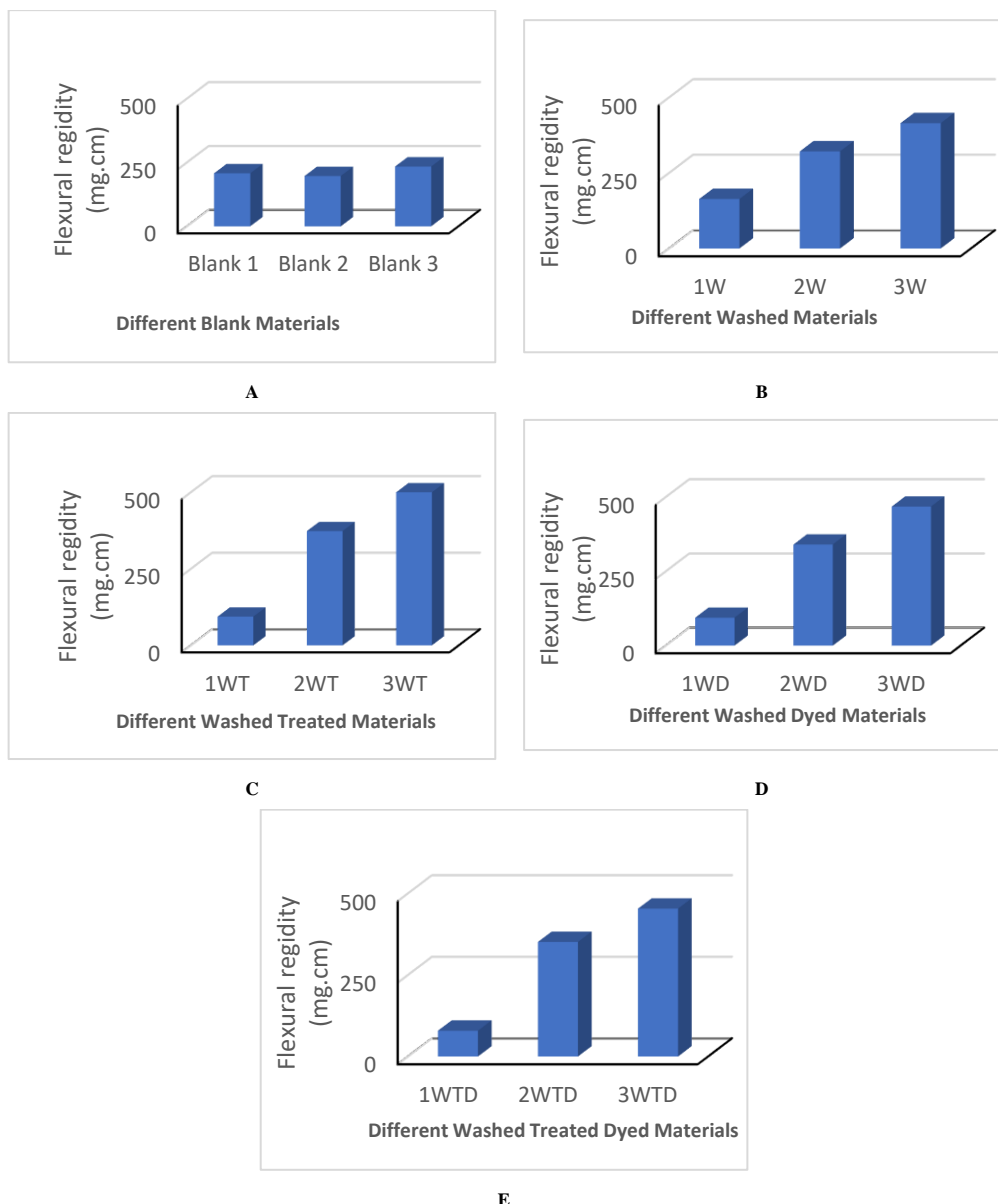 Flexural regidity
(mg.cm)
500
250
0
Blank 1 Blank 2 Blank 3
Different Blank Materials
A
Flexural regidity
(mg.cm)
500
250
0
1W 2W 3W
Different Washed Materials
B
Flexural regidity
(mg.cm)
500
250
0
1WT 2WT 3WT
Different Washed Treated Materials
C
Flexural regidity
(mg.cm)
500
250
0
1WD 2WD 3WD
Different Washed Dyed Materials
D
Flexural regidity
(mg.cm)
500
250
0
1WTD 2WTD 3WTD
Different Washed Treated Dyed Materials
E